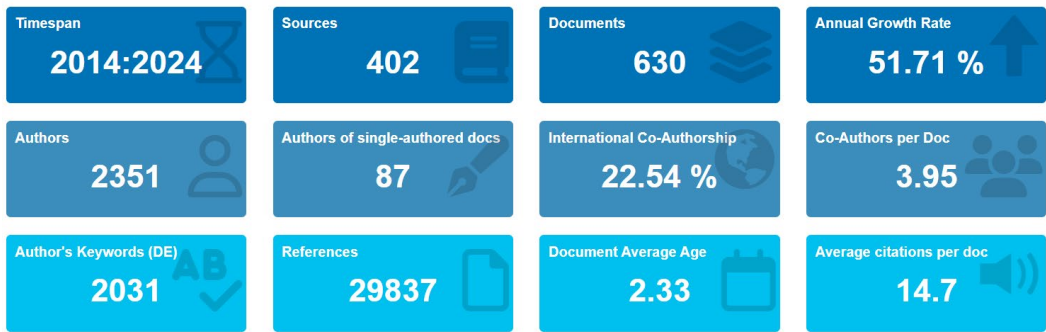 Timespan
2014:2024
Sources
402
Documents
630
Annual Growth Rate
51.71 %
Authors
2351
Authors of single-authored docs
87
International Co-Authorship
22.54 %
Co-Authors per Doc
3.95
Author's Keywords (DE)
AB
2031
References
29837
Document Average Age
2.33
Average citations per doc
14.7